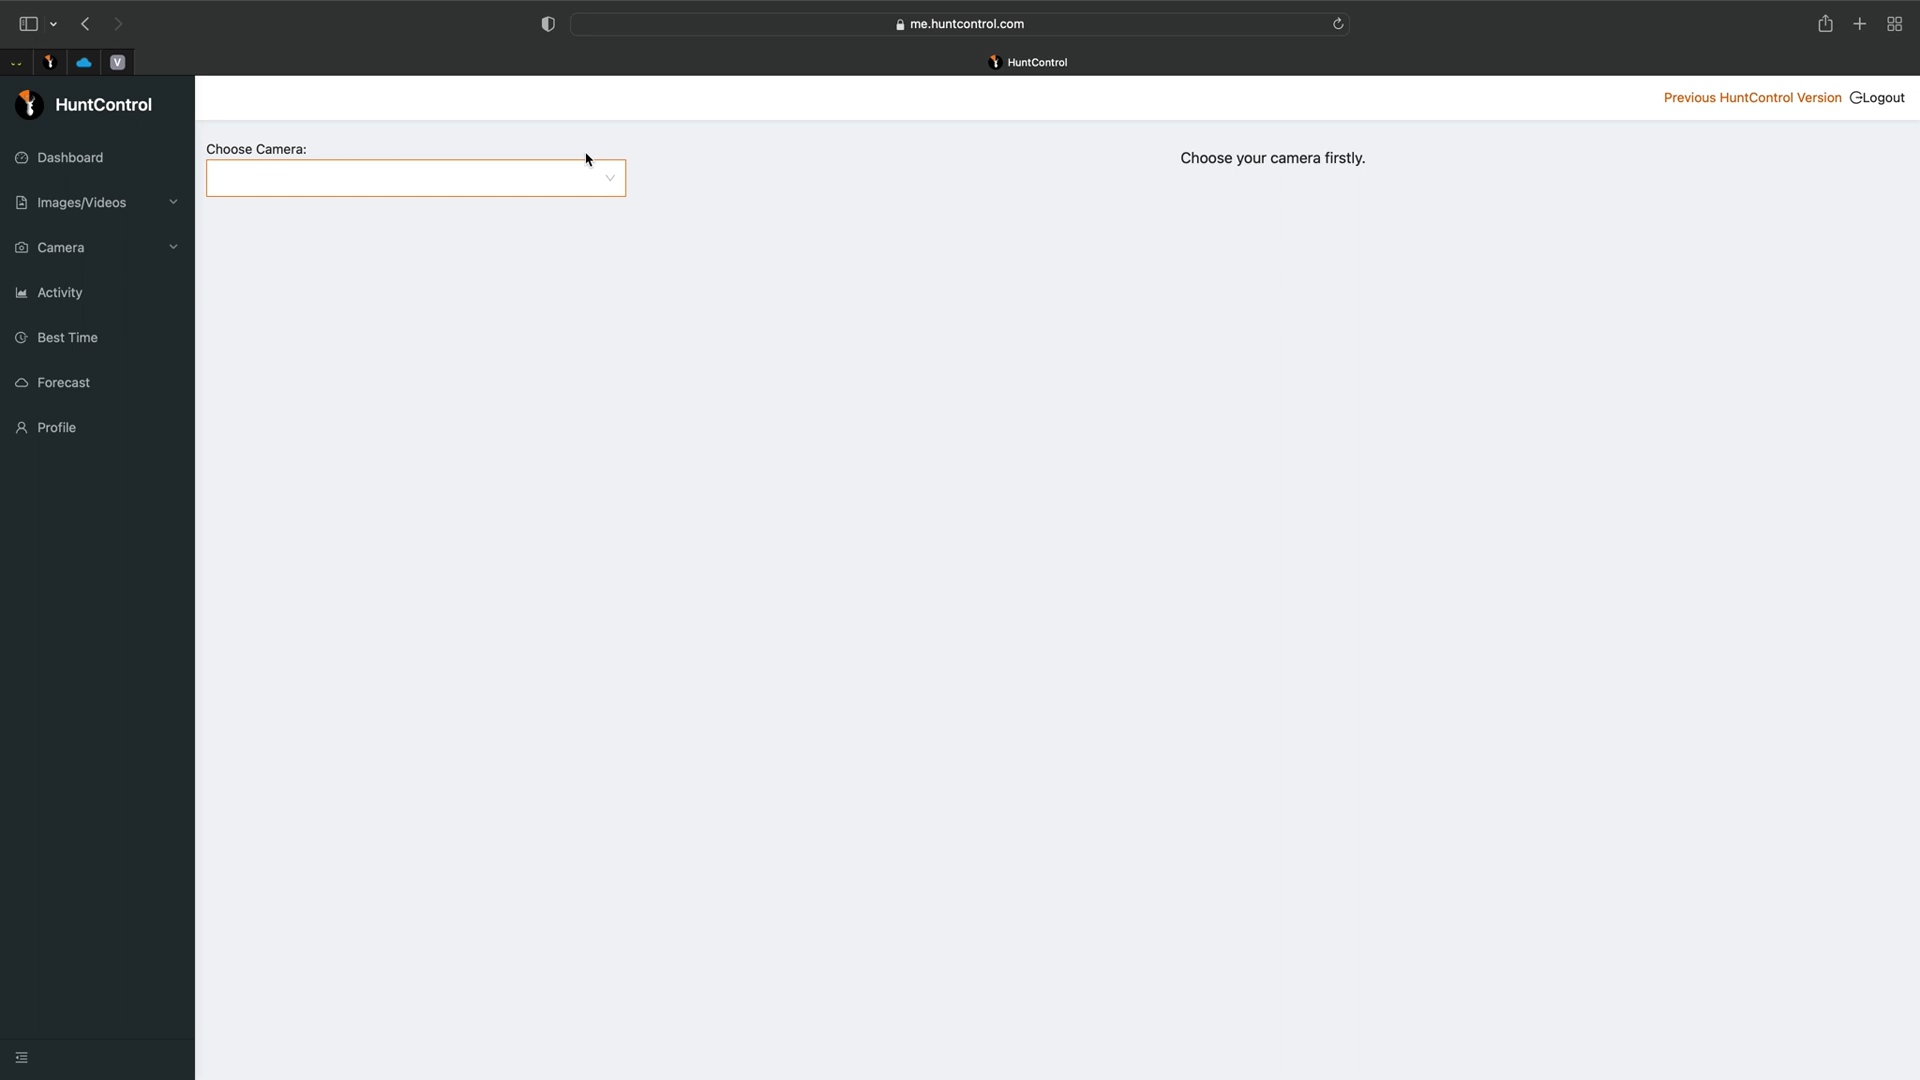 me.huntcontrol.com
V
HuntControl
HuntControl
Previous HuntControl Version
Logout
Dashboard
Images/Videos
Camera
Activity
Best Time
Forecast
Profile
Choose Camera:
Choose your camera firstly.